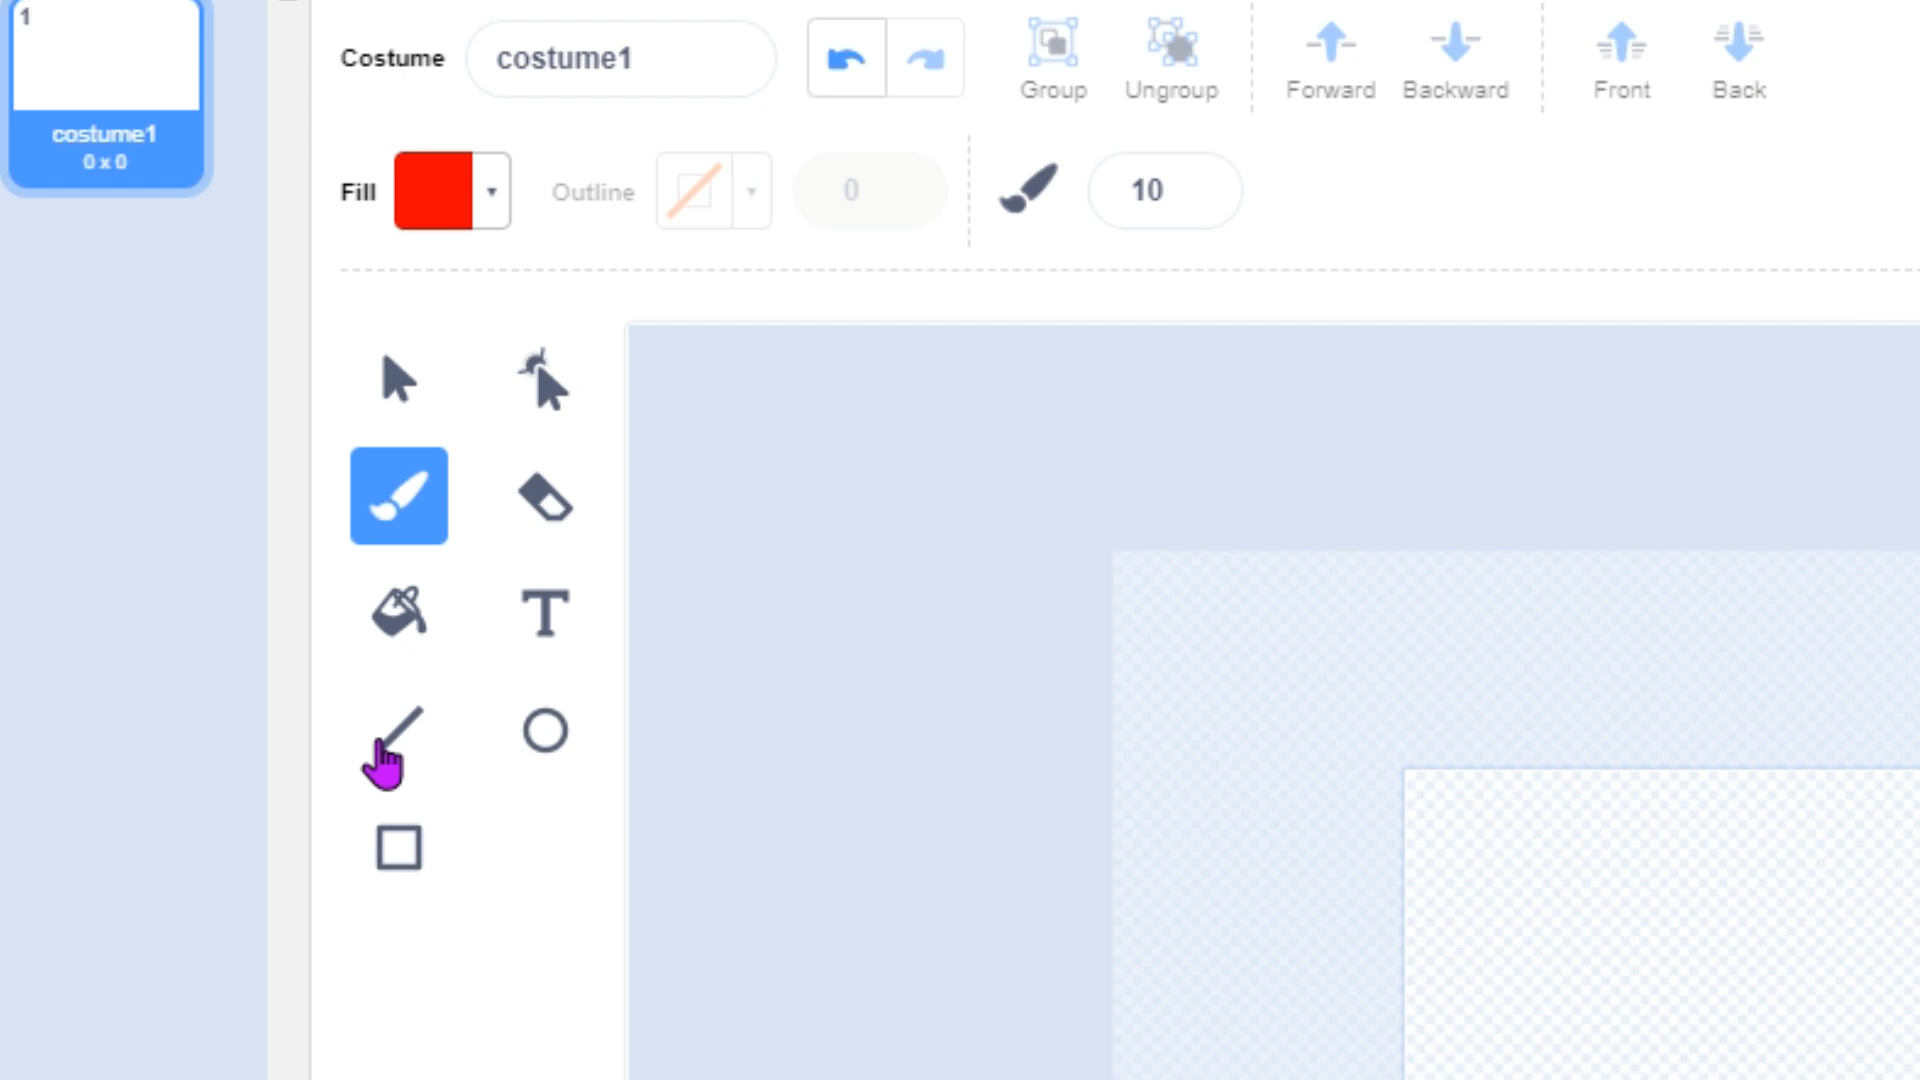 1
costume1
0 x 0
Costume
costume1
Group
Ungroup
Forward
Backward
Front
Back
Fill
Outline
0
10